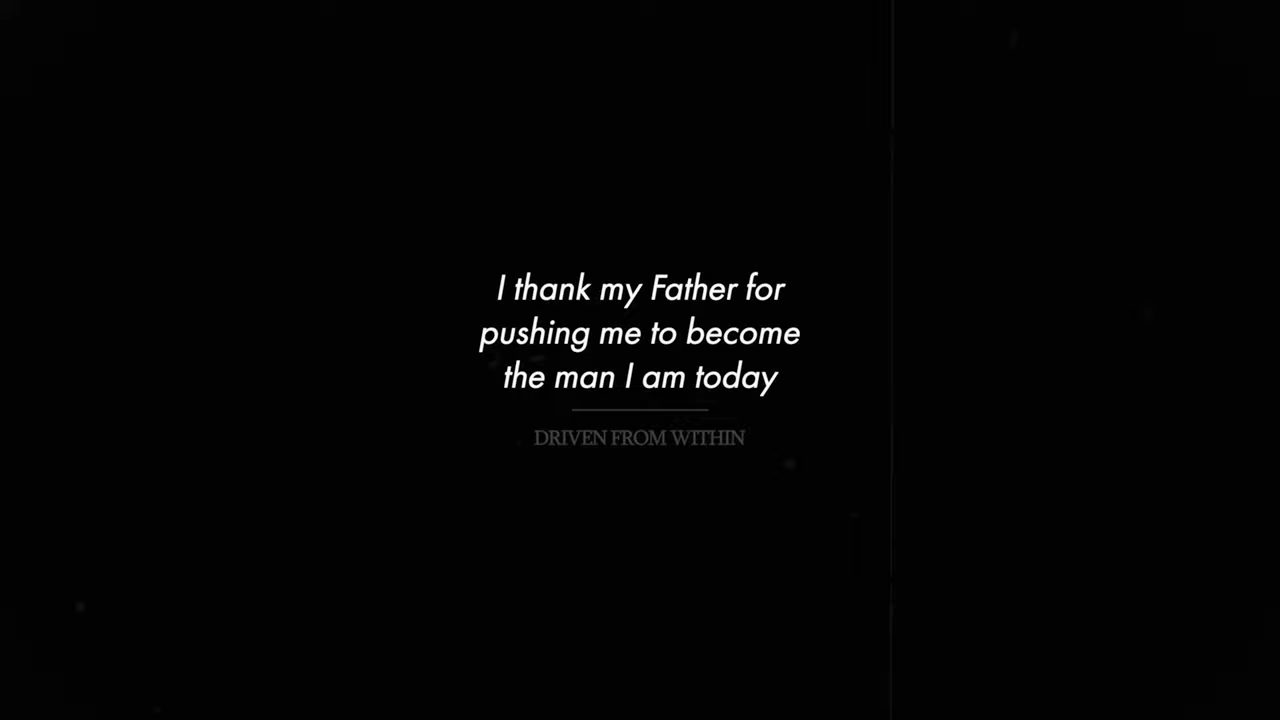 I thank my Father for
pushing me to become
the man I am today
DRIVEN FROM WITHIN